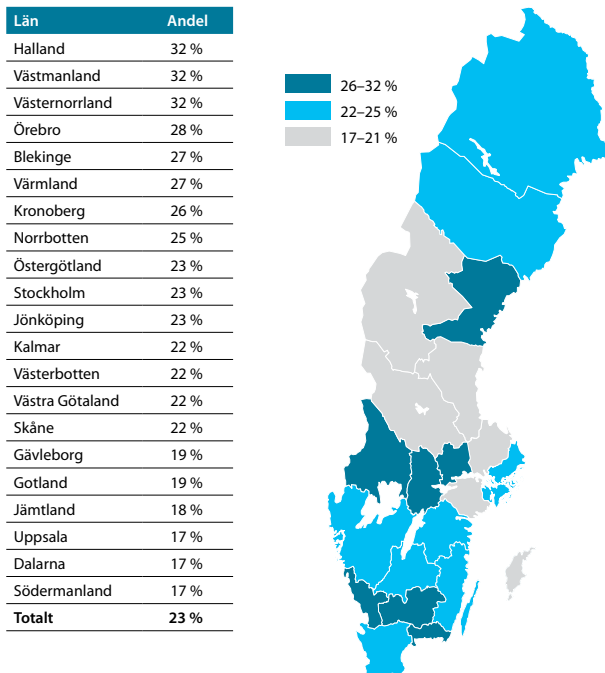 Län Andel
Halland 32 %
Västmanland 32 %
Västernorrland 32 %
Örebro 28 %
Blekinge 27 %
Värmland 27 %
Kronoberg 26 %
Norrbotten 25 %
Östergötland 23 %
Stockholm 23 %
Jönköping 23 %
Kalmar 22 %
Västerbotten 22 %
Västra Götaland 22 %
Skåne 22 %
Gävleborg 19 %
Gotland 19 %
Jämtland 18 %
Uppsala 17 %
Dalarna 17 %
Södermanland 17 %
Totalt 23 %
26–32 %
22–25 %
17–21 %